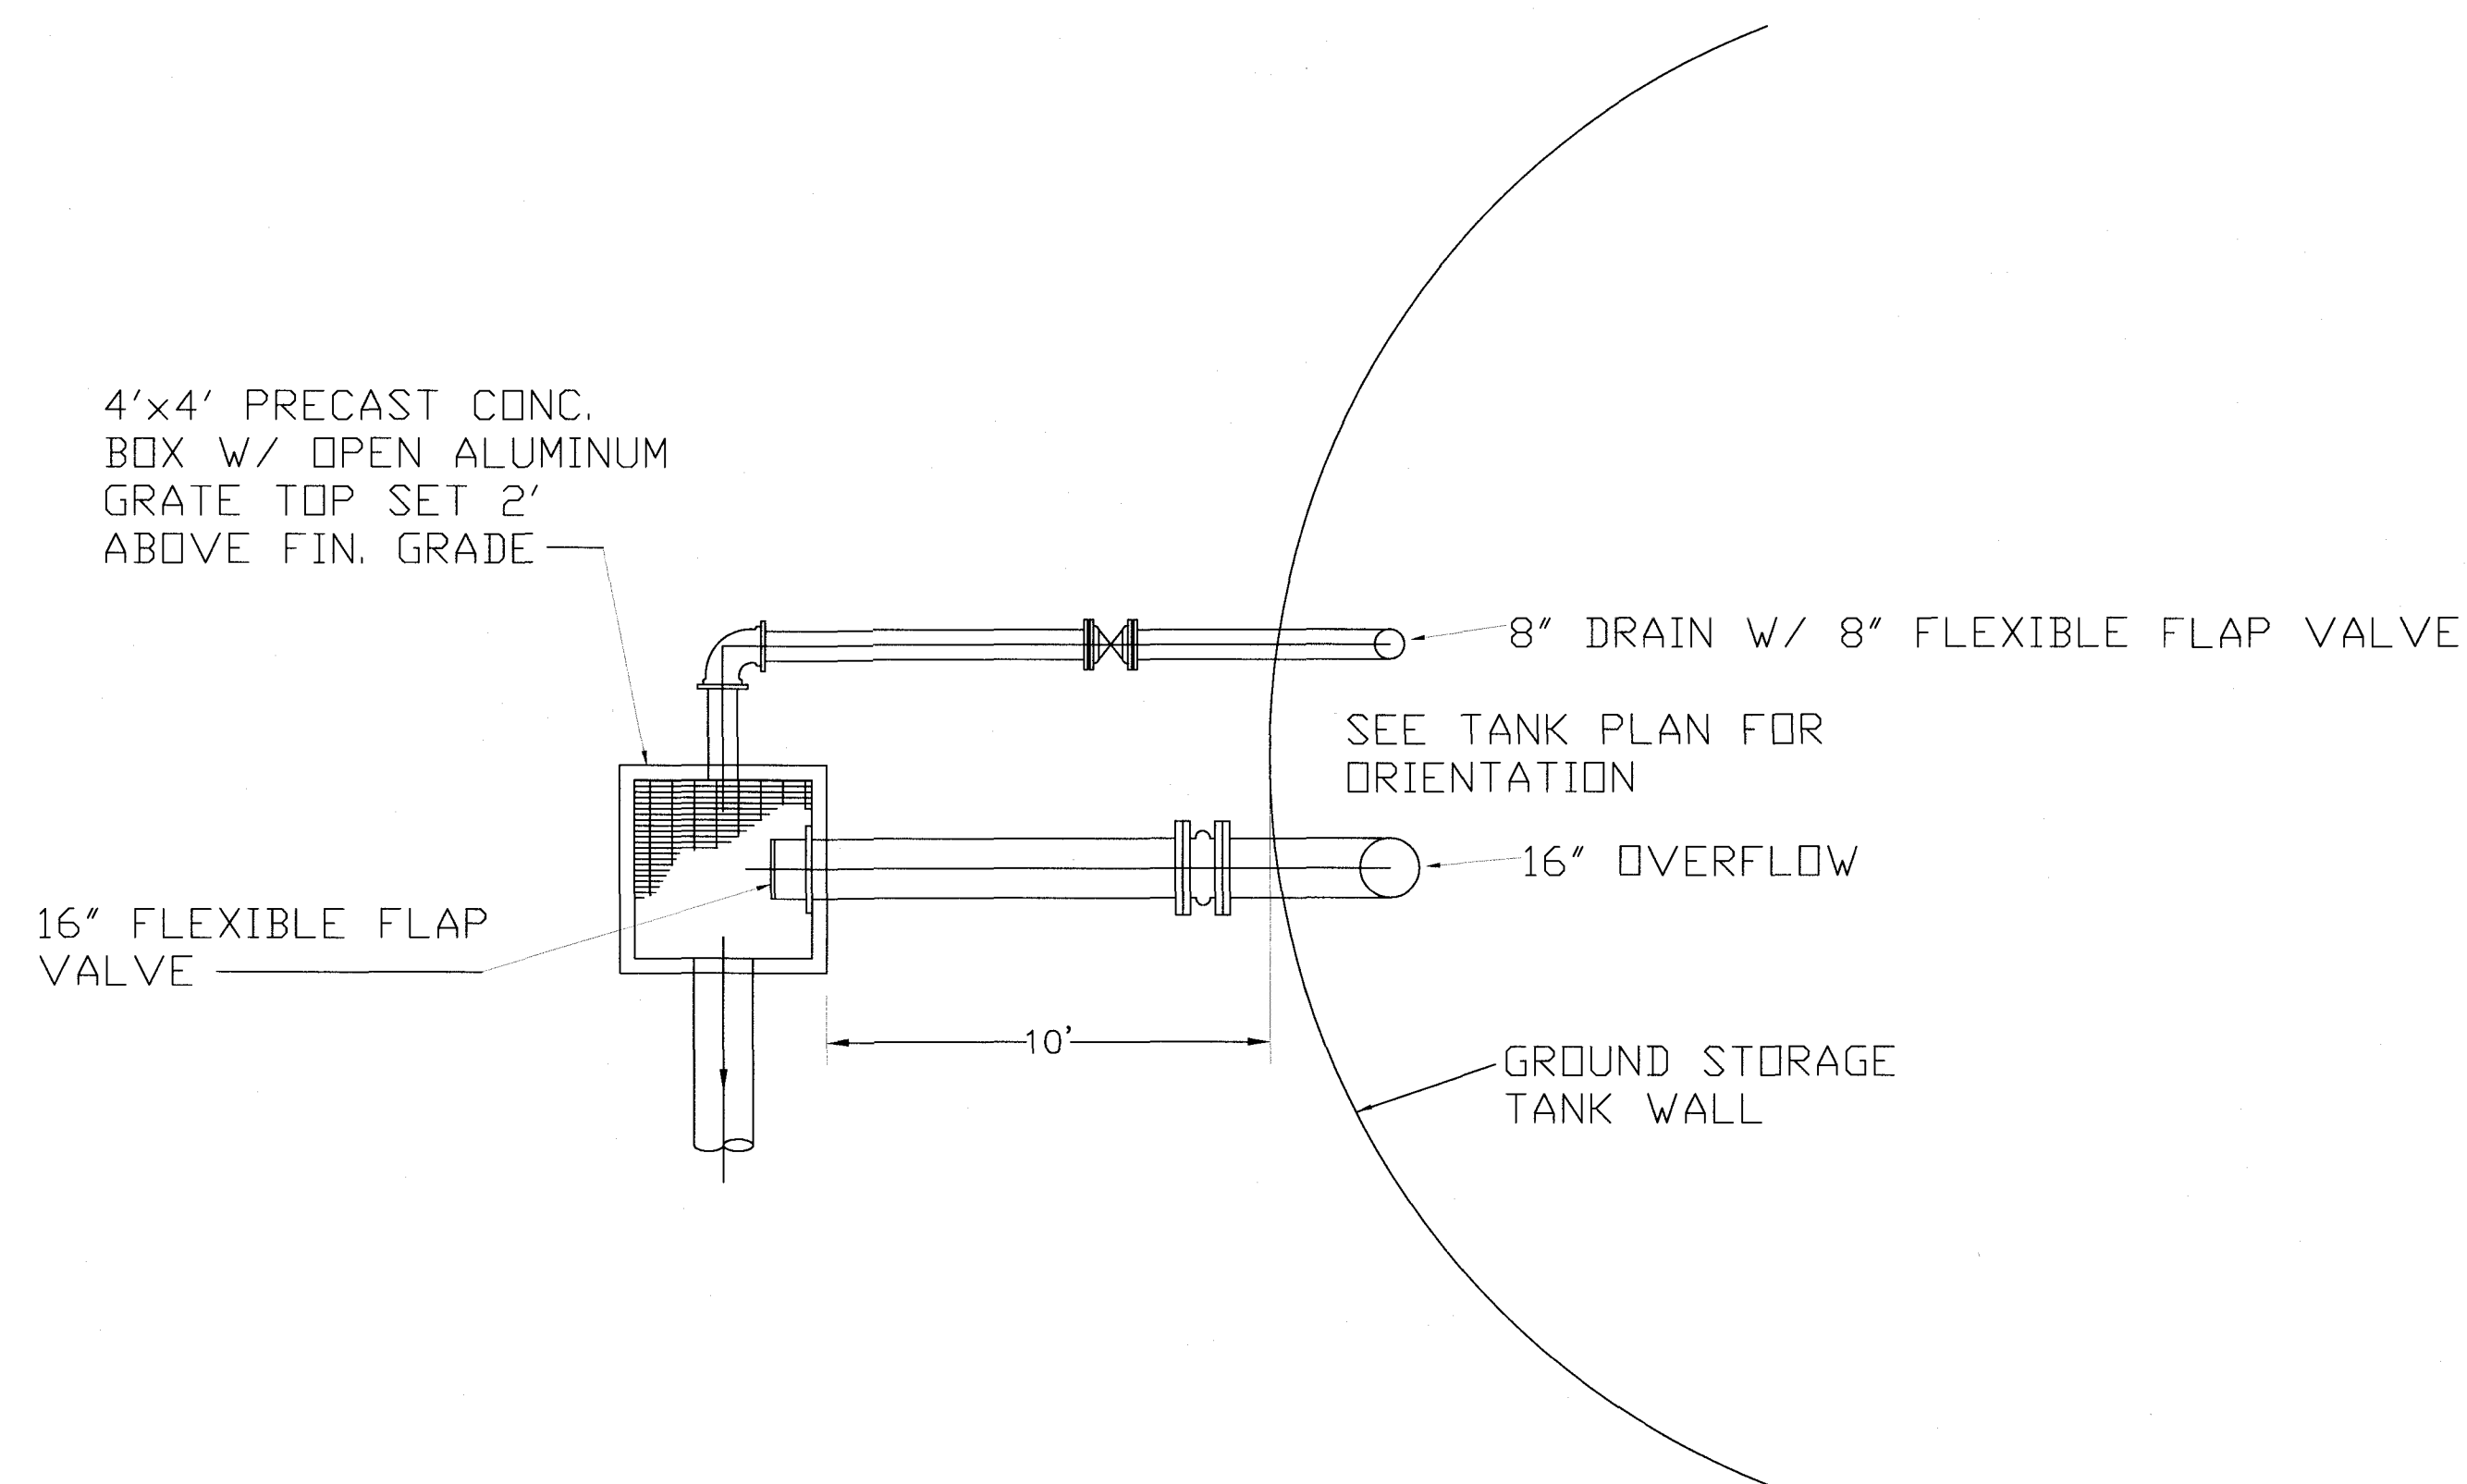 4'x4' PRECAST CONC.
BOX W/ OPEN ALUMINUM
GRATE TOP SET 2'
ABOVE FIN. GRADE
8" DRAIN W/ 8" FLEXIBLE FLAP VALVE
SEE TANK PLAN FOR
ORIENTATION
16" OVERFLOW
16" FLEXIBLE FLAP
VALVE
10'
GROUND STORAGE
TANK WALL